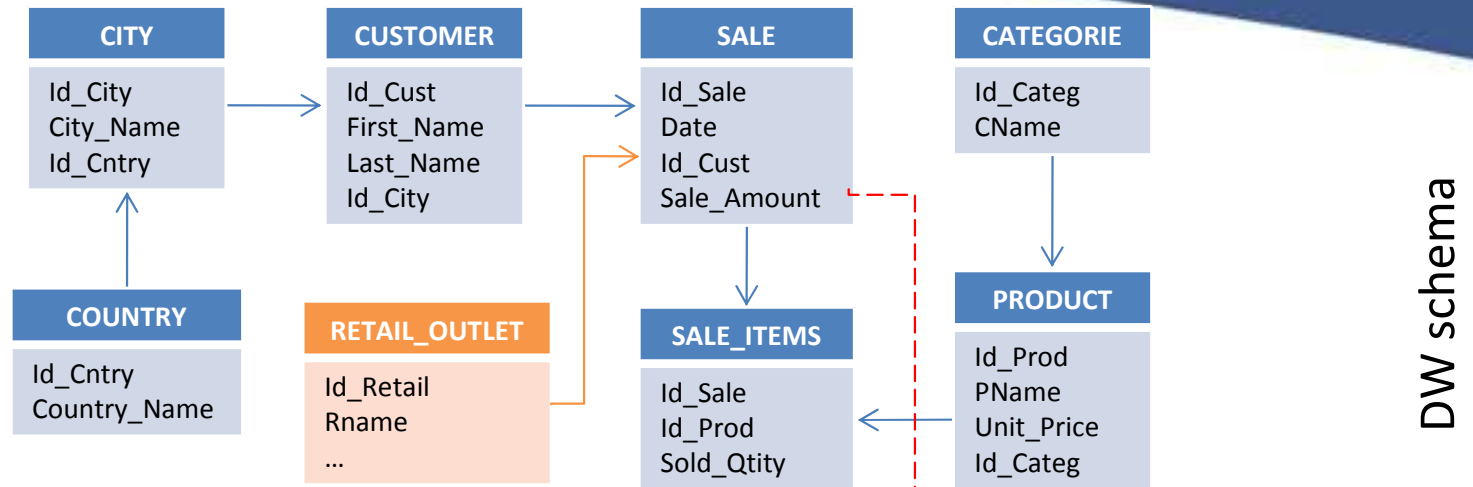 CITY
Id_City
City_Name
Id_Cntry
CUSTOMER
Id_Cust
First_Name
Last_Name
Id_City
SALE
Id_Sale
Date
Id_Cust
Sale_Amount
CATEGORIE
Id_Categ
CName
COUNTRY
Id_Cntry
Country_Name
RETAIL_OUTLET
Id_Retail
Rname
...
SALE_ITEMS
Id_Sale
Id_Prod
Sold_Qtity
PRODUCT
Id_Prod
PName
Unit_Price
Id_Categ
DW schema